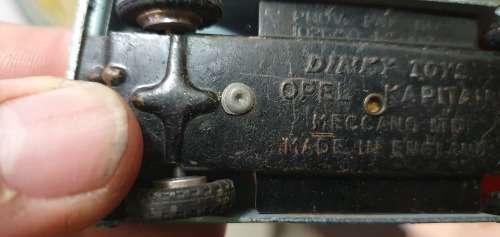 DINKY TOYS
OPEL KAPITAN
MECCANO LTD
MADE IN ENGLAND